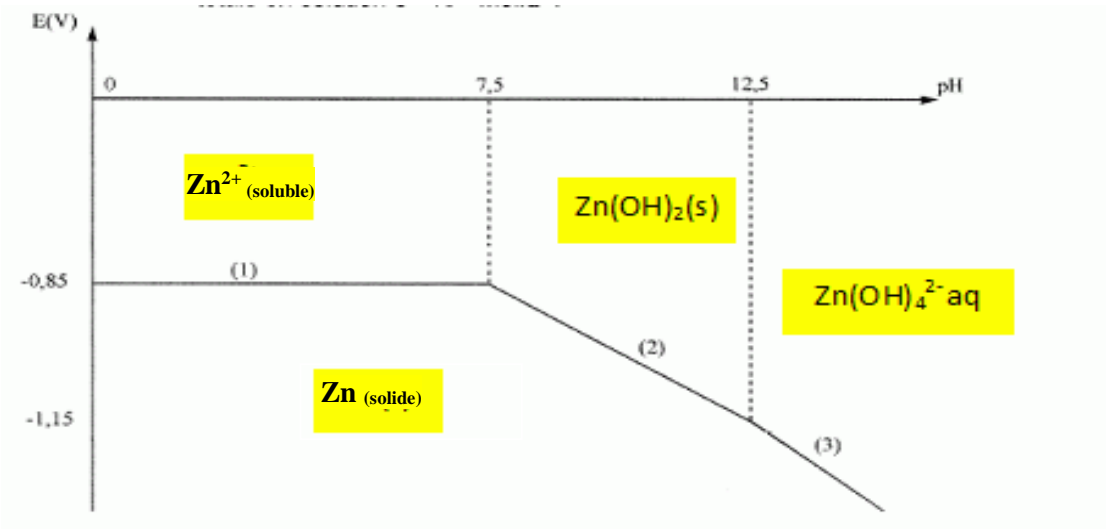 E(V)
0
7,5
12,5
pH
Zn²⁺ (soluble)
Zn(OH)₂(s)
-0,85
(1)
Zn(OH)₄²⁻aq
(2)
Zn (solide)
-1,15
(3)